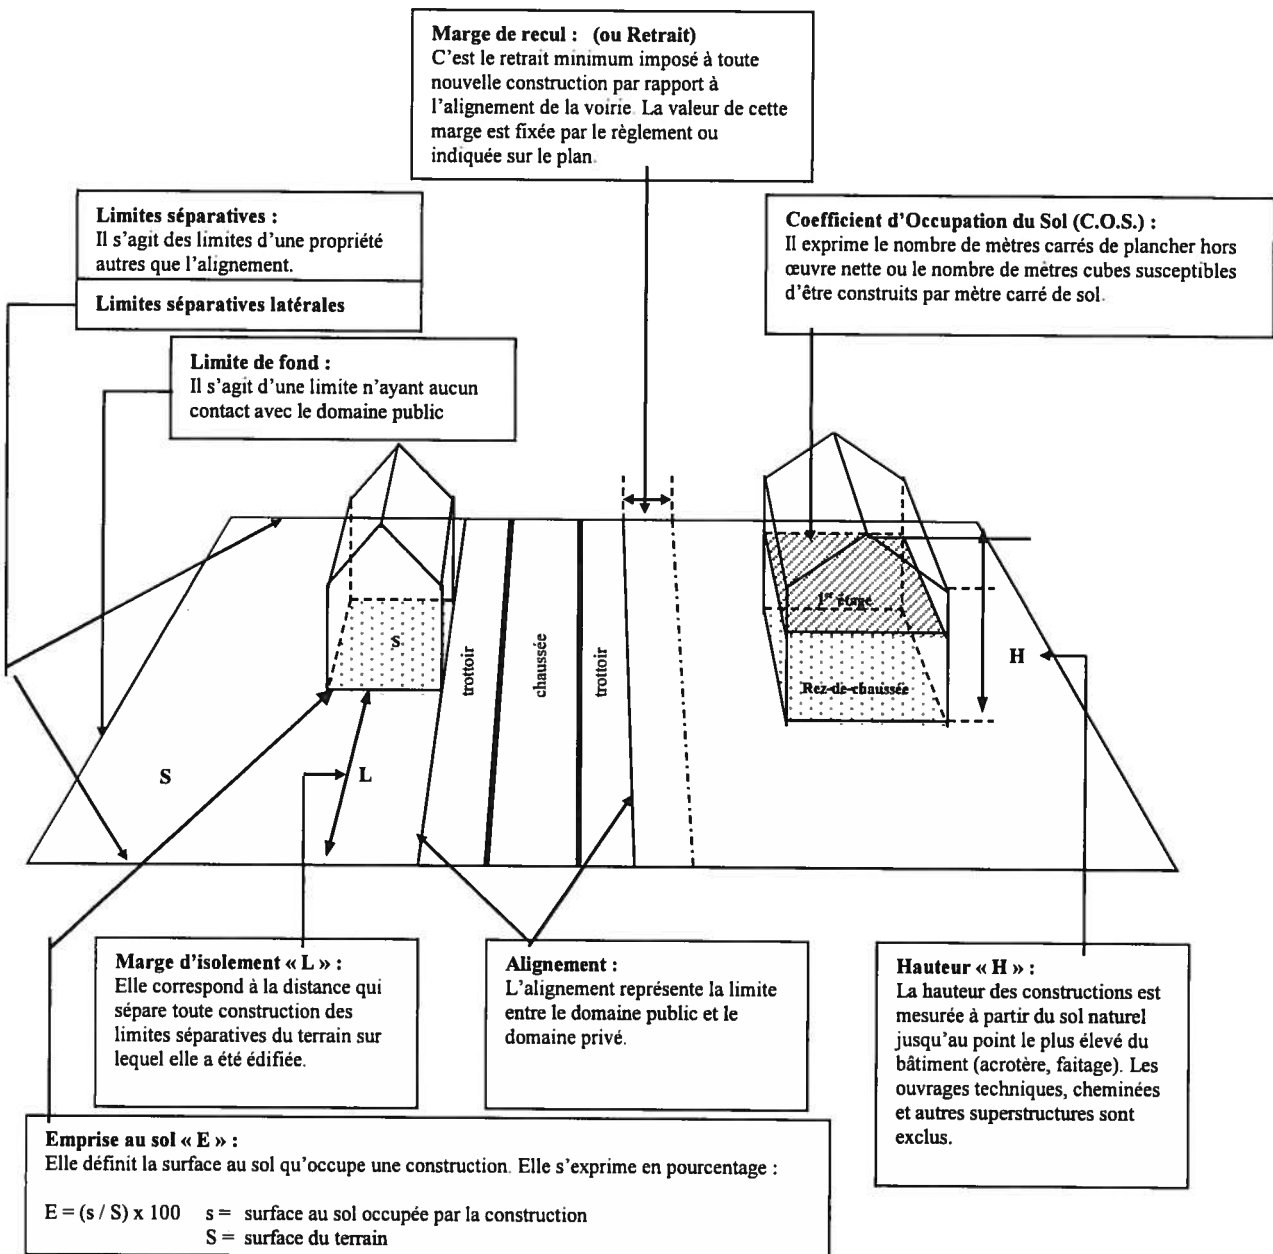 Marge de recul : (ou Retrait)
C'est le retrait minimum imposé à toute
nouvelle construction par rapport à
l'alignement de la voirie. La valeur de cette
marge est fixée par le règlement ou
indiquée sur le plan.
Limites séparatives :
Il s'agit des limites d'une propriété
autres que l'alignement.
Limites séparatives latérales
Coefficient d'Occupation du Sol (C.O.S.) :
Il exprime le nombre de mètres carrés de plancher hors
œuvre nette ou le nombre de mètres cubes susceptibles
d'être construits par mètre carré de sol.
Limite de fond :
Il s'agit d'une limite n'ayant aucun
contact avec le domaine public
S
trottoir
chaussée
trottoir
1er étage
Rez-de-chaussée
H
S
L
Marge d'isolement « L » :
Elle correspond à la distance qui
sépare toute construction des
limites séparatives du terrain sur
lequel elle a été édifiée.
Alignement :
L'alignement représente la limite
entre le domaine public et le
domaine privé.
Hauteur « H » :
La hauteur des constructions est
mesurée à partir du sol naturel
jusqu'au point le plus élevé du
bâtiment (acrotère, faitage). Les
ouvrages techniques, cheminées
et autres superstructures sont
exclus.
Emprise au sol « E » :
Elle définit la surface au sol qu'occupe une construction. Elle s'exprime en pourcentage :
E = (s / S) x 100 s = surface au sol occupée par la construction
S = surface du terrain